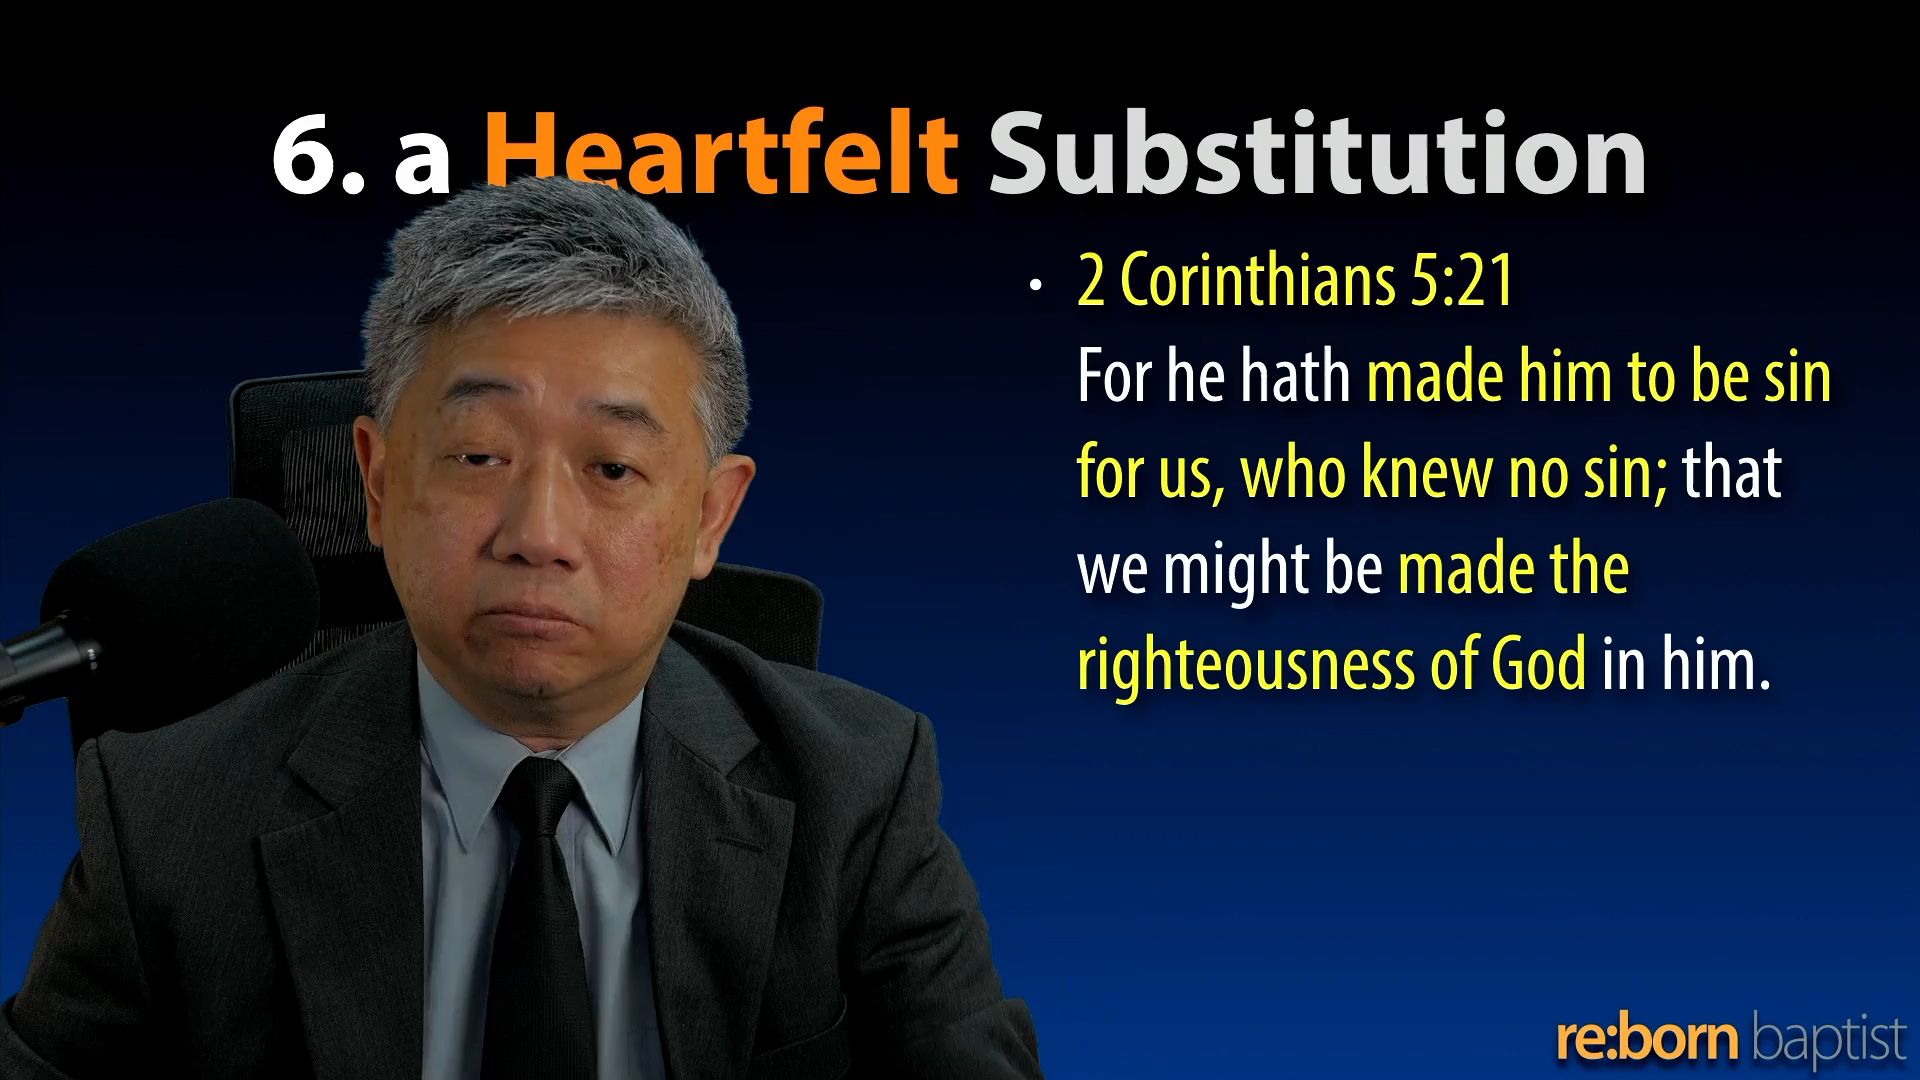 6. a Heartfelt Substitution
• 2 Corinthians 5:21
For he hath made him to be sin
for us, who knew no sin; that
we might be made the
righteousness of God in him.
re:born baptist